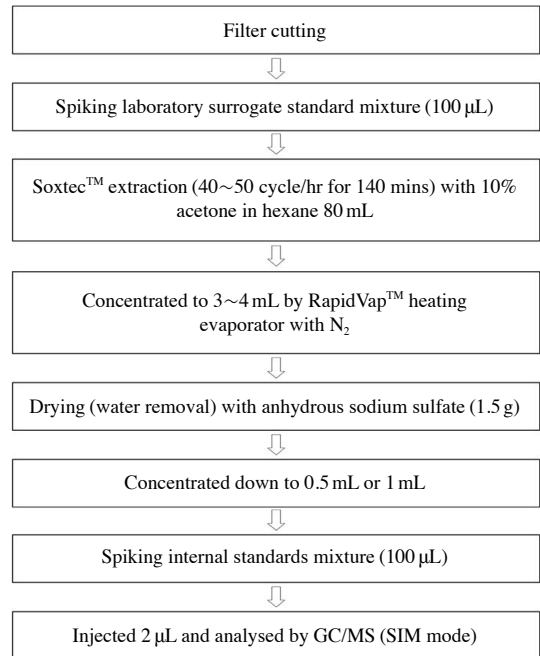 Filter cutting
Spiking laboratory surrogate standard mixture (100 μL)
Soxtec™ extraction (40~50 cycle/hr for 140 mins) with 10%
acetone in hexane 80 mL
Concentrated to 3~4 mL by RapidVap™ heating
evaporator with N₂
Drying (water removal) with anhydrous sodium sulfate (1.5 g)
Concentrated down to 0.5 mL or 1 mL
Spiking internal standards mixture (100 μL)
Injected 2 μL and analysed by GC/MS (SIM mode)